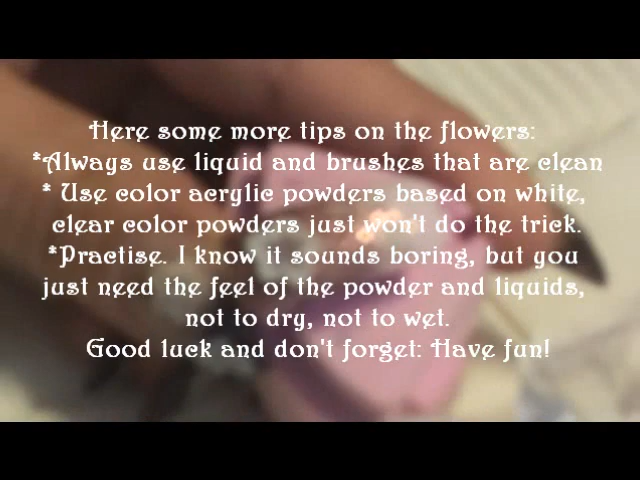 Here some more tips on the flowers:
*Always use liquid and brushes that are clean
* Use color acrylic powders based on white,
clear color powders just won't do the trick.
*Practise. I know it sounds boring, but you
just need the feel of the powder and liquids,
not to dry, not to wet.
Good luck and don't forget: Have fun!